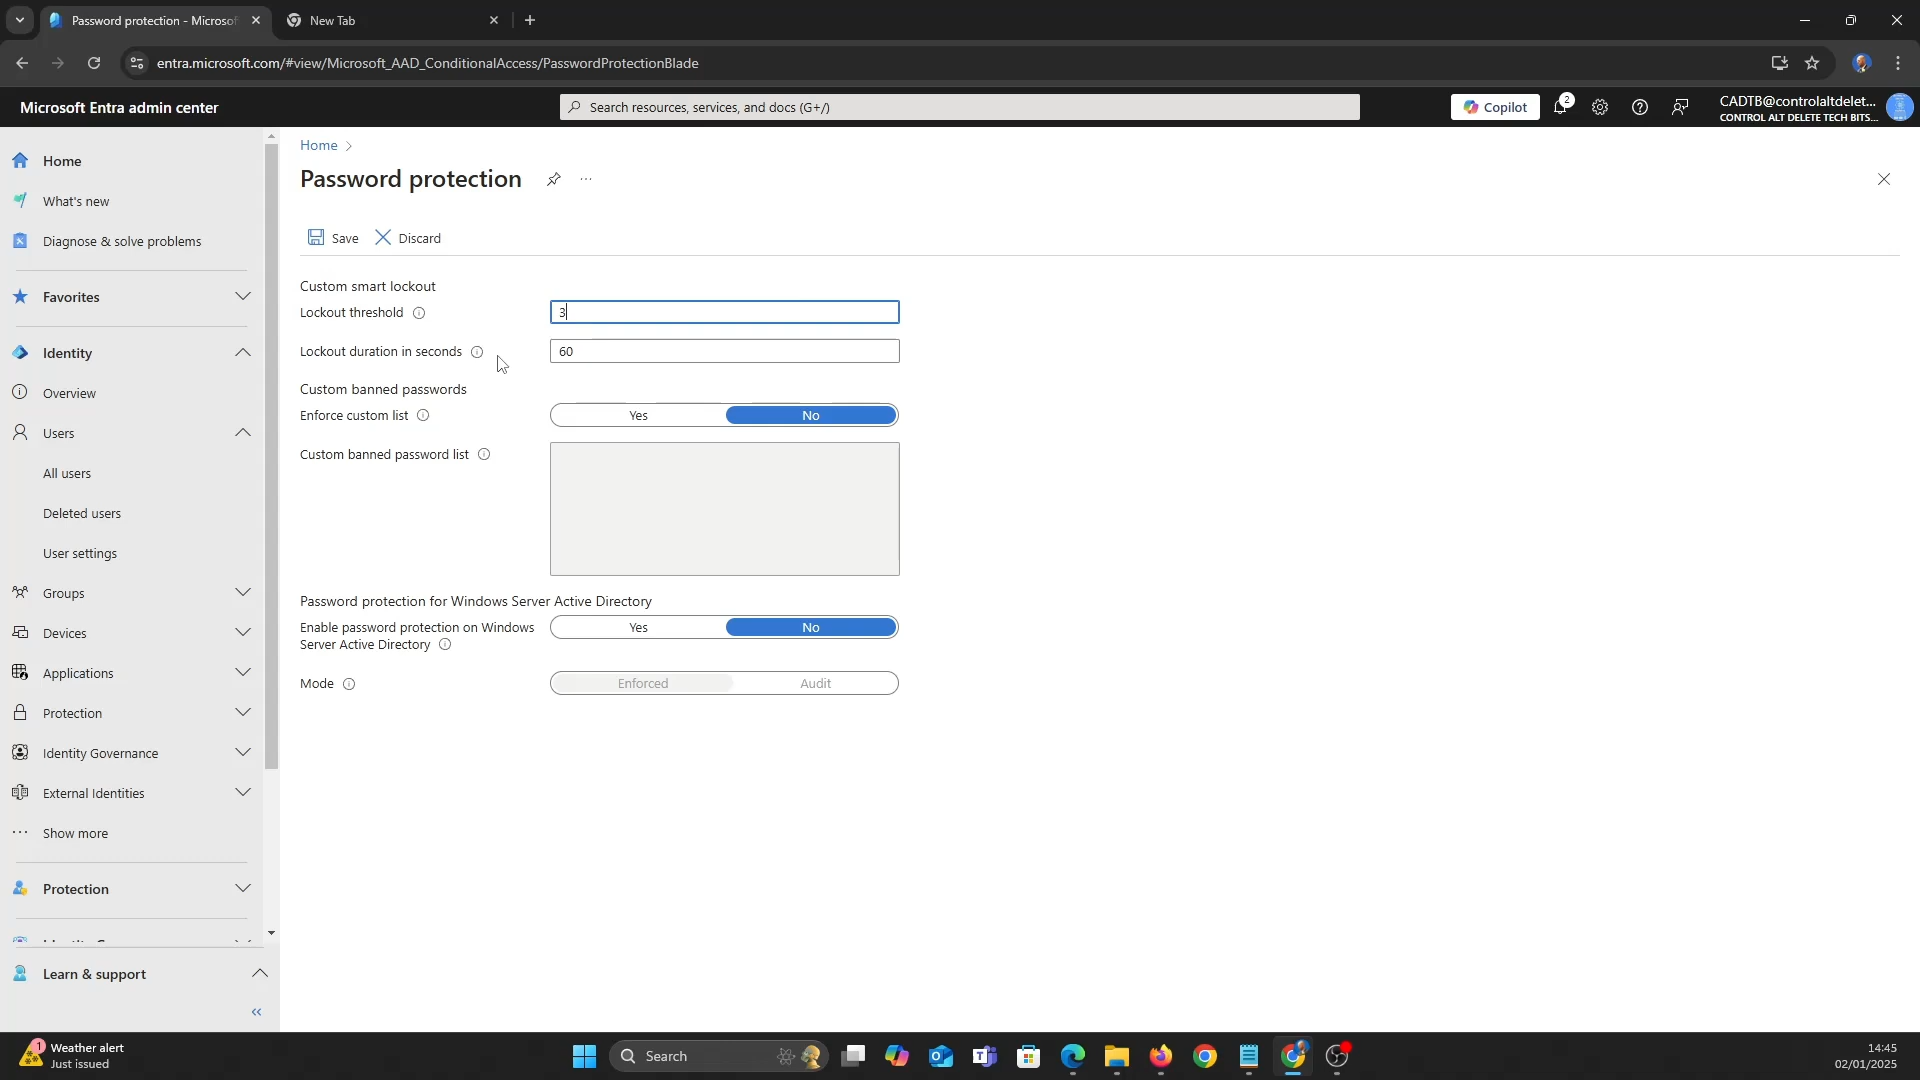 Password protection - Microsof
New Tab
entra.microsoft.com/#view/Microsoft_AAD_ConditionalAccess/PasswordProtectionBlade
Microsoft Entra admin center
Search resources, services, and docs (G+/)
Copilot
2
CADTB@controlaltdelet...
CONTROL ALT DELETE TECH BITS...
Home
What's new
Diagnose & solve problems
Favorites
Identity
Overview
Users
All users
Deleted users
User settings
Groups
Devices
Applications
Protection
Identity Governance
External Identities
Show more
Protection
Learn & support
Home
Password protection
Save
Discard
Custom smart lockout
Lockout threshold
3
Lockout duration in seconds
60
Custom banned passwords
Enforce custom list
Yes
No
Custom banned password list
Password protection for Windows Server Active Directory
Enable password protection on Windows
Server Active Directory
Yes
No
Mode
Enforced
Audit
1
Weather alert
Just issued
Search
14:45
02/01/2025